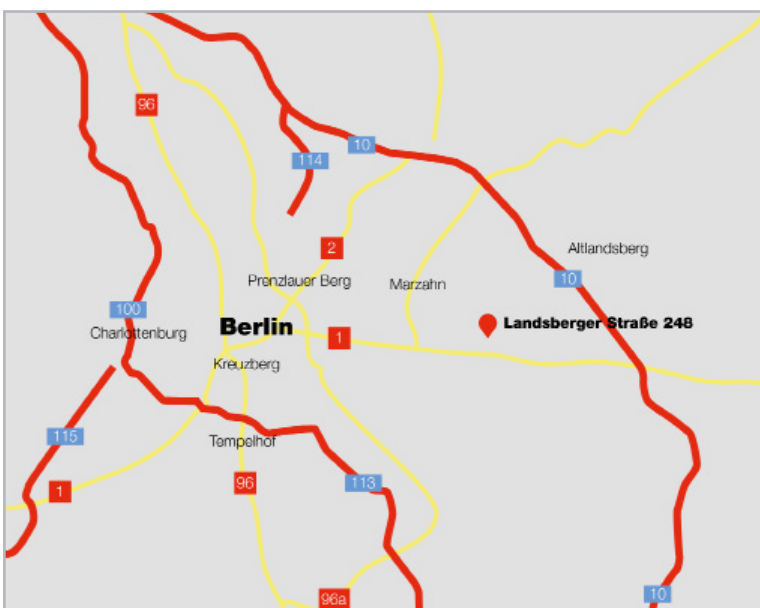 96
10
114
2
Altlandsberg
10
Prenzlauer Berg
Marzahn
100
Charlottenburg
Berlin
1
Landsberger Straße 248
Kreuzberg
115
Tempelhof
1
96
113
96a
10